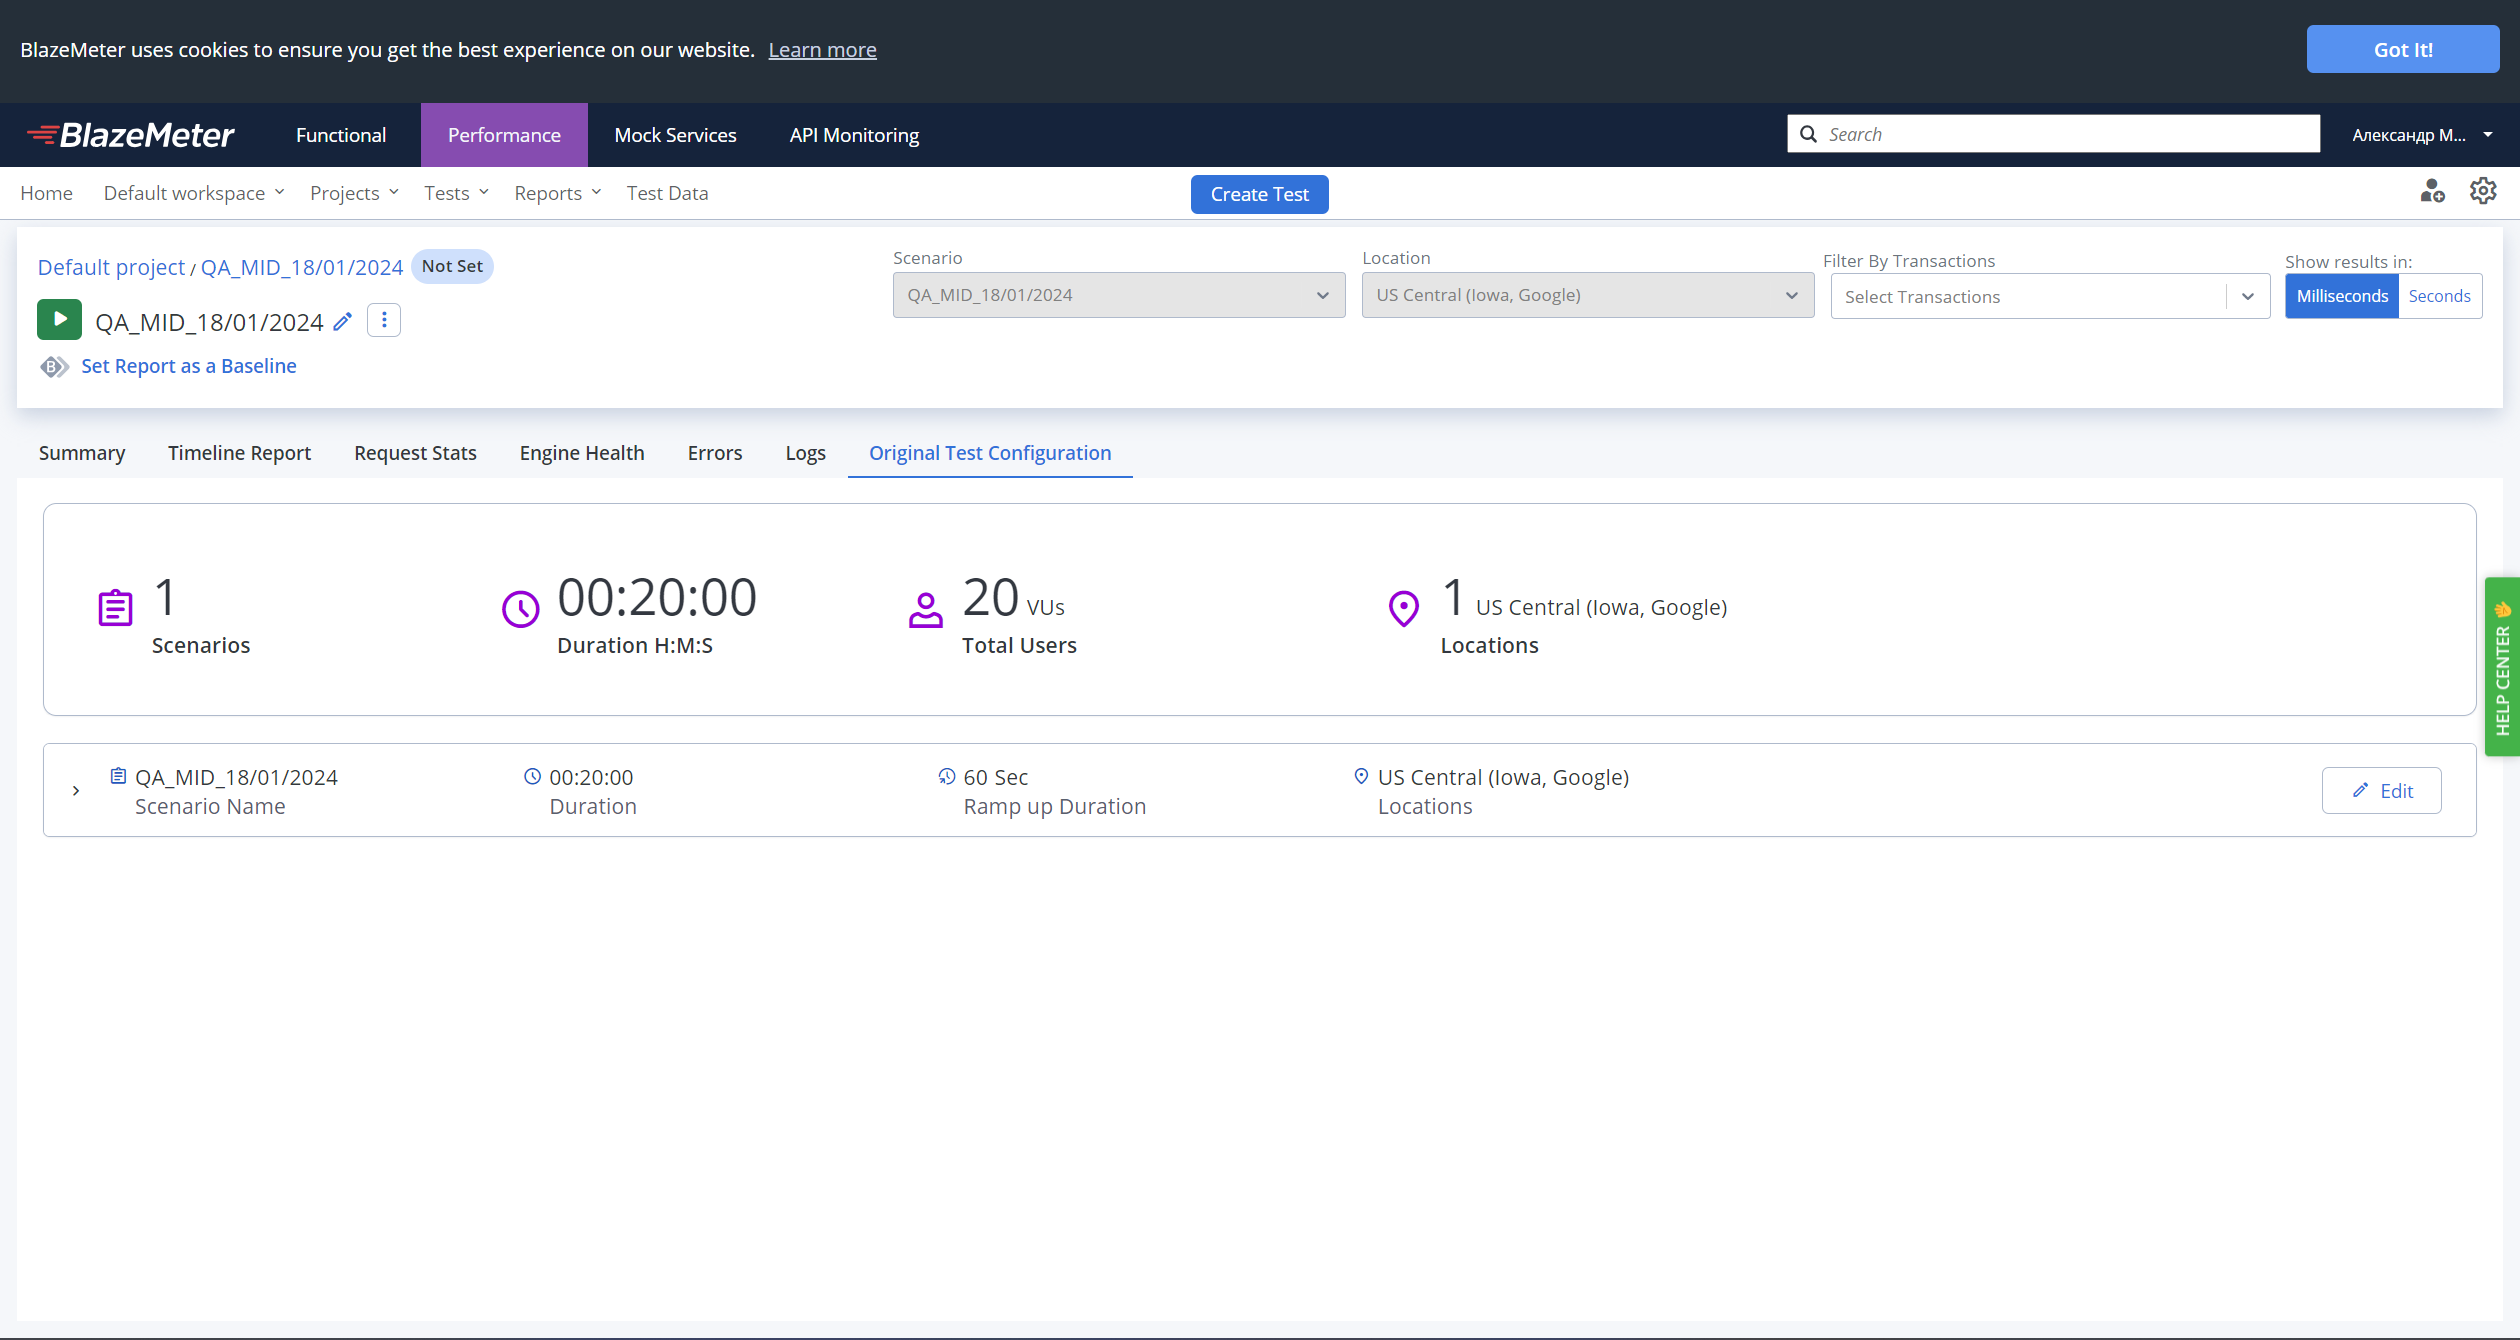 BlazeMeter uses cookies to ensure you get the best experience on our website. Learn more
Got It!
BlazeMeter
Functional
Performance
Mock Services
API Monitoring
Search
Александр М...
Home
Default workspace
Projects
Tests
Reports
Test Data
Create Test
Default project / QA_MID_18/01/2024 Not Set
QA_MID_18/01/2024
Set Report as a Baseline
Scenario
QA_MID_18/01/2024
Location
US Central (Iowa, Google)
Filter By Transactions
Select Transactions
Show results in:
Milliseconds
Seconds
Summary
Timeline Report
Request Stats
Engine Health
Errors
Logs
Original Test Configuration
1
Scenarios
00:20:00
Duration H:M:S
20 VUs
Total Users
1 US Central (Iowa, Google)
Locations
QA_MID_18/01/2024
Scenario Name
00:20:00
Duration
60 Sec
Ramp up Duration
US Central (Iowa, Google)
Locations
Edit
HELP CENTER